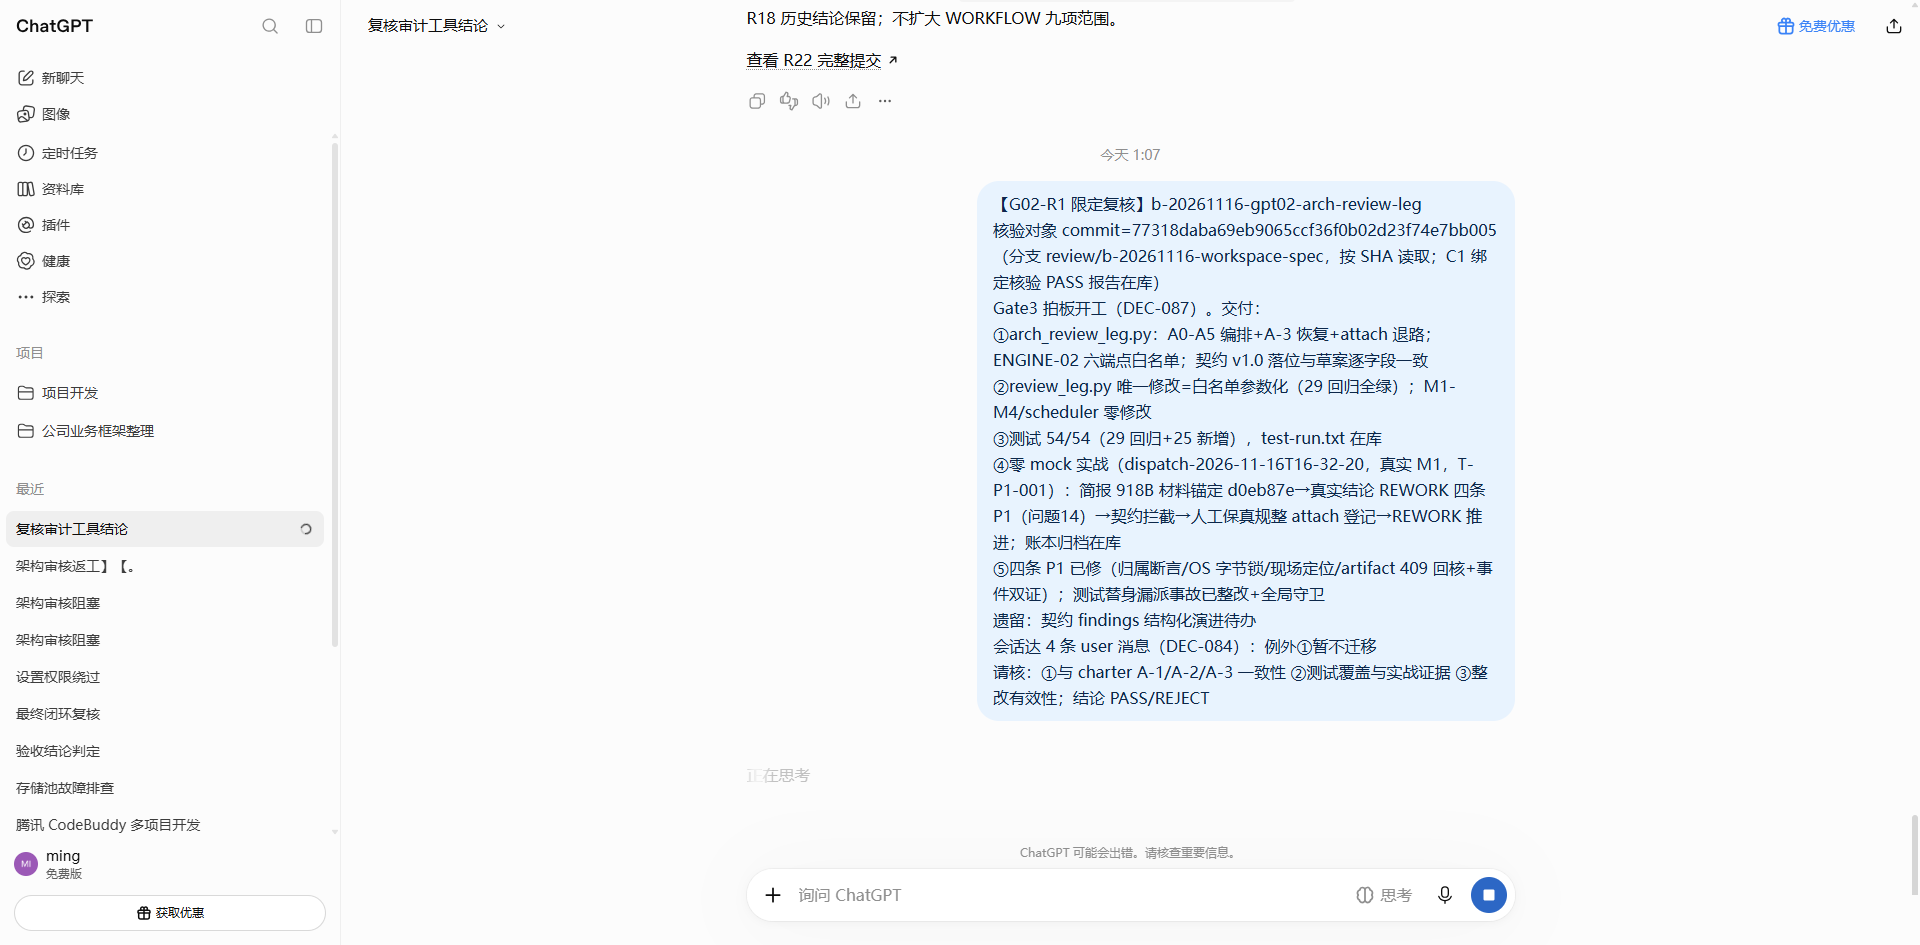 ChatGPT
新聊天
图像
定时任务
资料库
插件
健康
探索
项目
项目开发
公司业务框架整理
最近
复核审计工具结论
架构审核返工】【。
架构审核阻塞
架构审核阻塞
设置权限绕过
最终闭环复核
验收结论判定
存储池故障排查
腾讯 CodeBuddy 多项目开发
MI
ming
免费版
获取优惠
复核审计工具结论
免费优惠
R18 历史结论保留；不扩大 WORKFLOW 九项范围。
查看 R22 完整提交
今天 1:07
【G02-R1 限定复核】b-20261116-gpt02-arch-review-leg
核验对象 commit=77318daba69eb9065ccf36f0b02d23f74e7bb005
（分支 review/b-20261116-workspace-spec，按 SHA 读取；C1 绑
定核验 PASS 报告在库）
Gate3 拍板开工（DEC-087）。交付：
①arch_review_leg.py：A0-A5 编排+A-3 恢复+attach 退路；
ENGINE-02 六端点白名单；契约 v1.0 落位与草案逐字段一致
②review_leg.py 唯一修改=白名单参数化（29 回归全绿）；M1-
M4/scheduler 零修改
③测试 54/54（29 回归+25 新增），test-run.txt 在库
④零 mock 实战（dispatch-2026-11-16T16-32-20，真实 M1，T-
P1-001）：简报 918B 材料锚定 d0eb87e→真实结论 REWORK 四条
P1（问题14）→契约拦截→人工保真规整 attach 登记→REWORK 推
进；账本归档在库
⑤四条 P1 已修（归属断言/OS 字节锁/现场定位/artifact 409 回核+事
件双证）；测试替身漏派事故已整改+全局守卫
遗留：契约 findings 结构化演进待办
会话达 4 条 user 消息（DEC-084）：例外①暂不迁移
请核：①与 charter A-1/A-2/A-3 一致性 ②测试覆盖与实战证据 ③整
改有效性；结论 PASS/REJECT
正在思考
ChatGPT 可能会出错。请核查重要信息。
询问 ChatGPT
思考